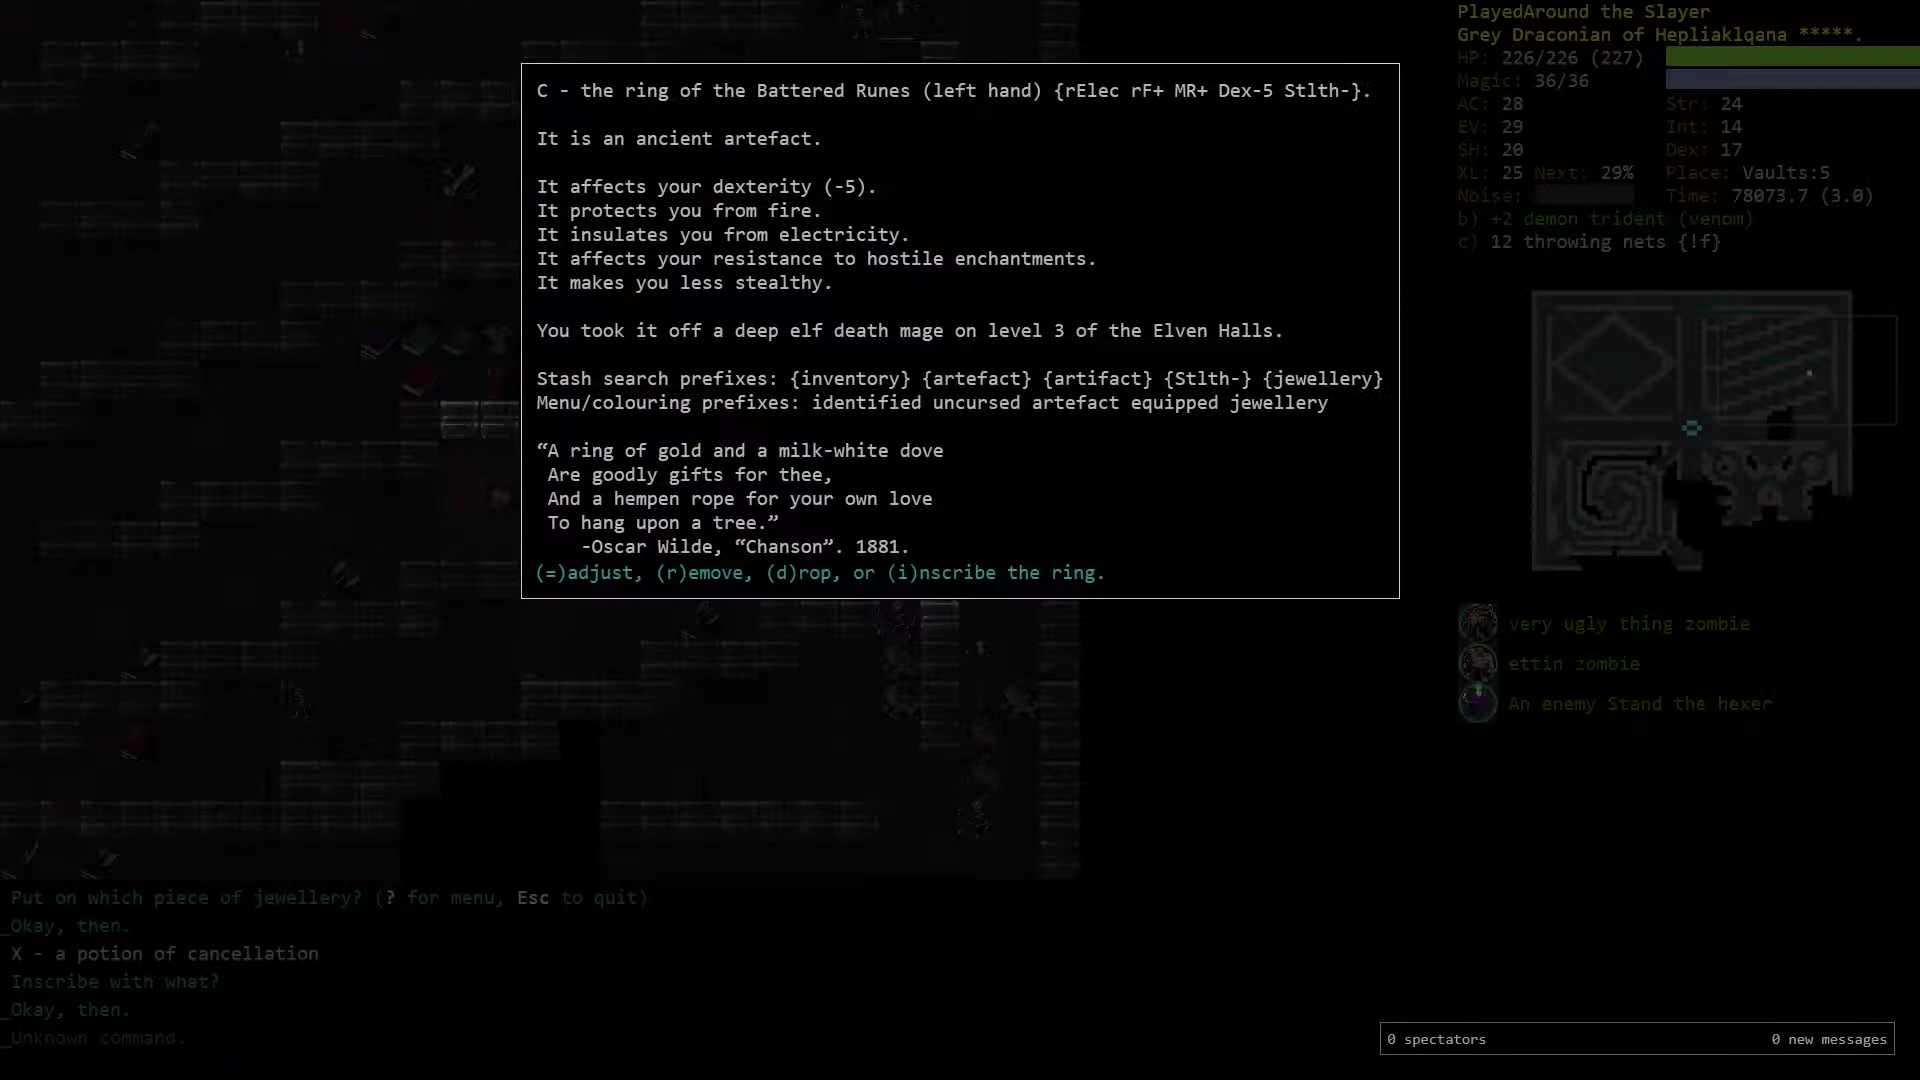 C - the ring of the Battered Runes (left hand) {rElec rF+ MR+ Dex-5 Stlth-}.
It is an ancient artefact.
It affects your dexterity (-5).
It protects you from fire.
It insulates you from electricity.
It affects your resistance to hostile enchantments.
It makes you less stealthy.
You took it off a deep elf death mage on level 3 of the Elven Halls.
Stash search prefixes: {inventory} {artefact} {artifact} {Stlth-} {jewellery}
Menu/colouring prefixes: identified uncursed artefact equipped jewellery
“A ring of gold and a milk-white dove
Are goodly gifts for thee,
And a hempen rope for your own love
To hang upon a tree.”
-Oscar Wilde, “Chanson”. 1881.
(=)adjust, (r)emove, (d)rop, or (i)nscribe the ring.
PlayedAround the Slayer
Grey Draconian of Hepliaklqana *****.
HP: 226/226 (227)
Magic: 36/36
AC: 28 Str: 24
EV: 29 Int: 14
SH: 20 Dex: 17
XL: 25 Next: 29% Place: Vaults:5
Noise: Time: 78073.7 (3.0)
b) +2 demon trident (venom)
c) 12 throwing nets {!f}
very ugly thing zombie
ettin zombie
An enemy Stand the hexer
Put on which piece of jewellery? (? for menu, Esc to quit)
_Okay, then.
X - a potion of cancellation
Inscribe with what?
_Okay, then.
_Unknown command.
0 spectators 0 new messages